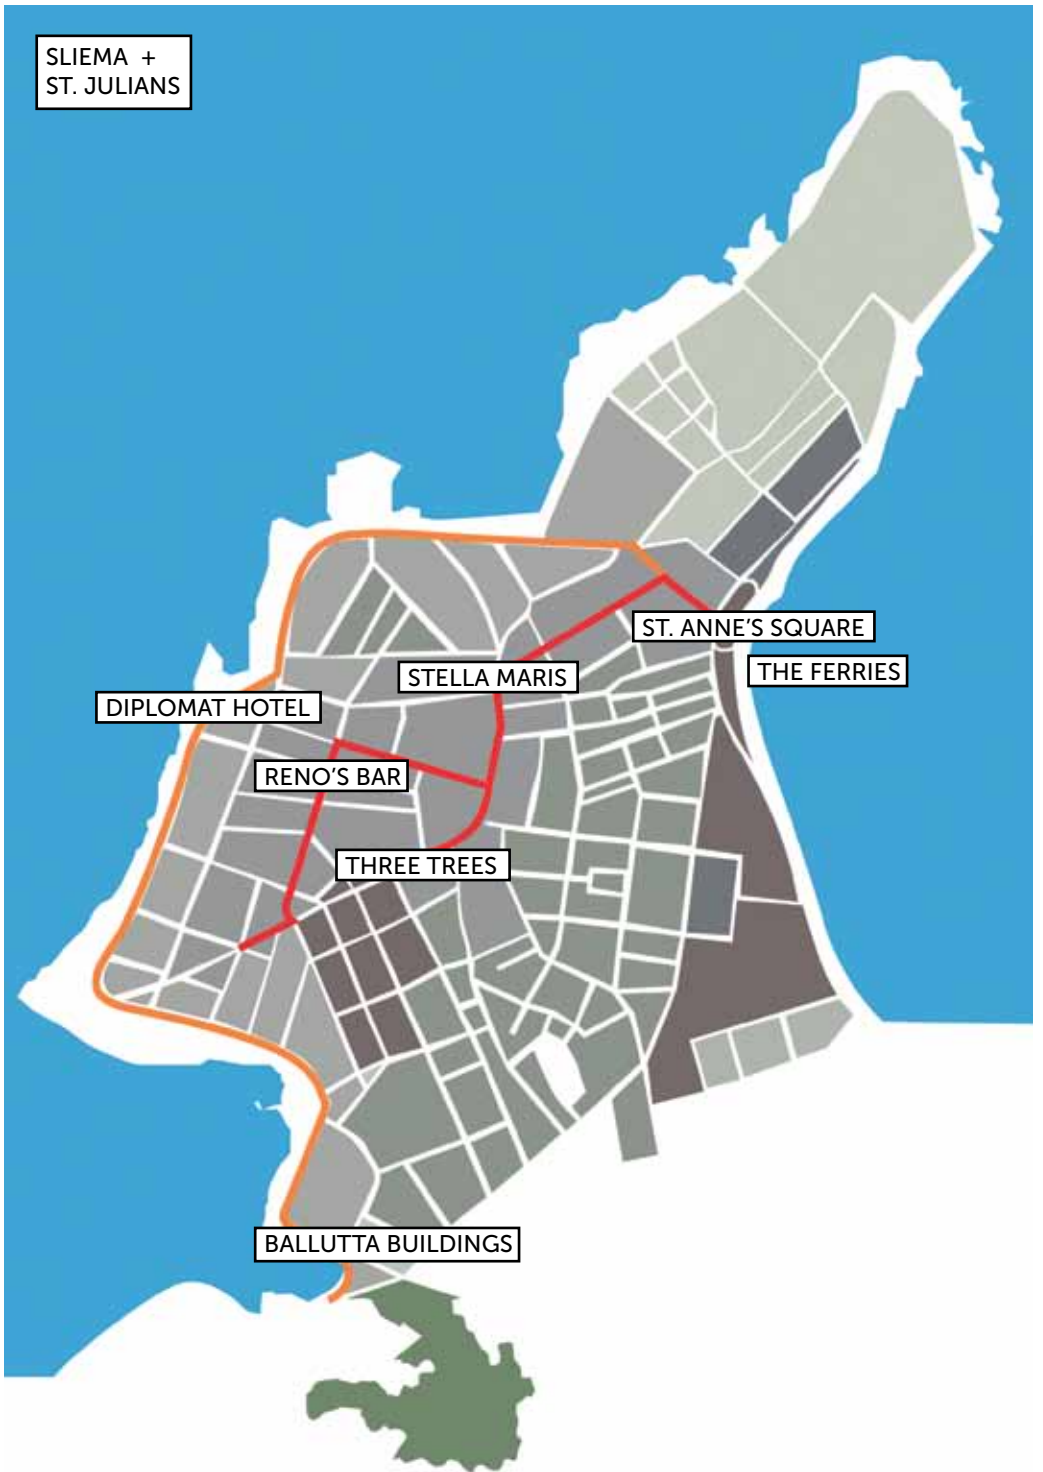 SLIEMA +
ST. JULIANS
ST. ANNE'S SQUARE
THE FERRIES
STELLA MARIS
DIPLOMAT HOTEL
RENO'S BAR
THREE TREES
BALLUTTA BUILDINGS